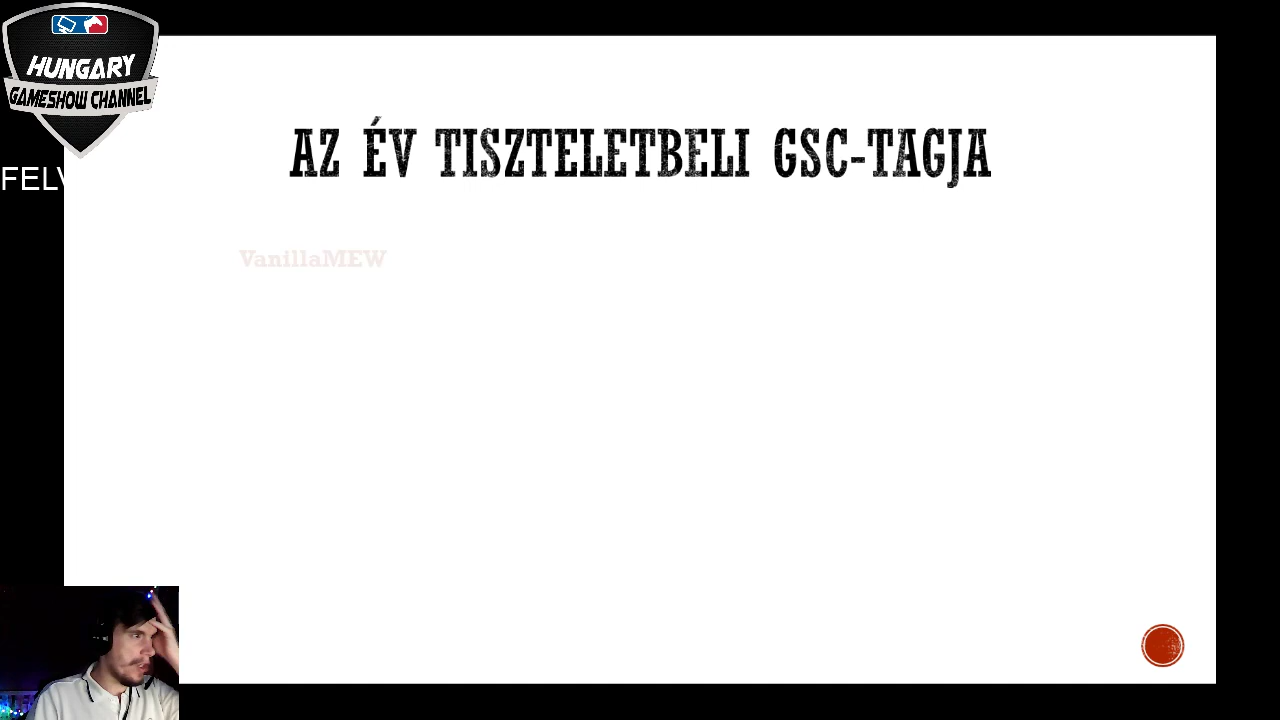 HUNGARY
GAMESHOW CHANNEL
AZ ÉV TISZTELETBELI GSC-TAGJA
FELV
VanillaMEW